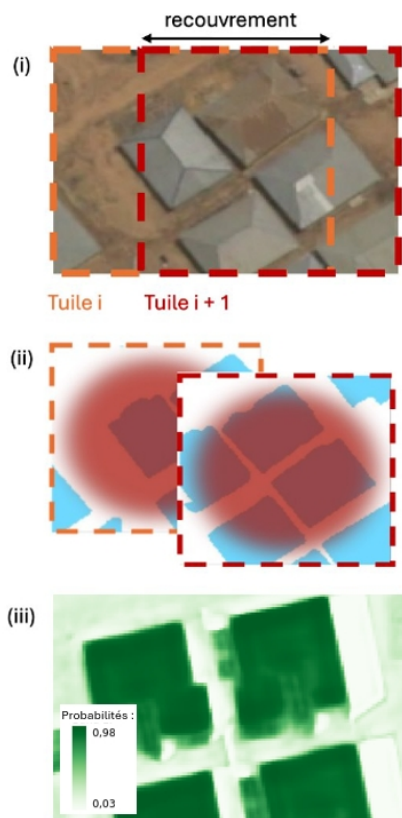 recouvrement
(i)
Tuile i Tuile i + 1
(ii)
(iii)
Probabilités :
0,98
0,03